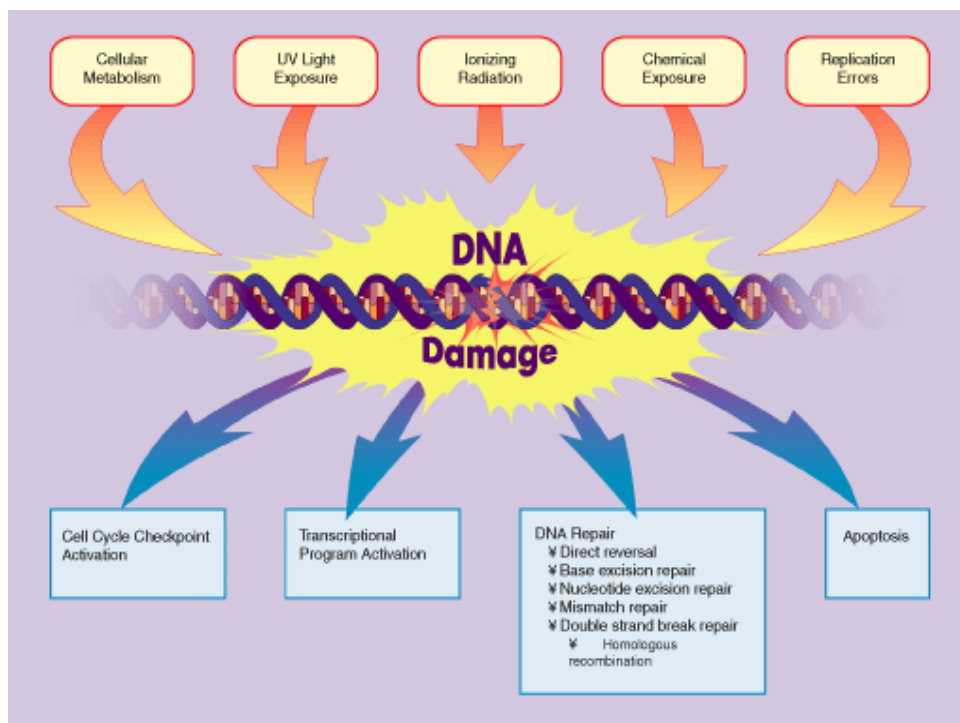 Cellular
Metabolism
UV Light
Exposure
Ionizing
Radiation
Chemical
Exposure
Replication
Errors
DNA
Damage
Cell Cycle Checkpoint
Activation
Transcriptional
Program Activation
DNA Repair
¥ Direct reversal
¥ Base excision repair
¥ Nucleotide excision repair
¥ Mismatch repair
¥ Double strand break repair
¥ Homologous
recombination
Apoptosis